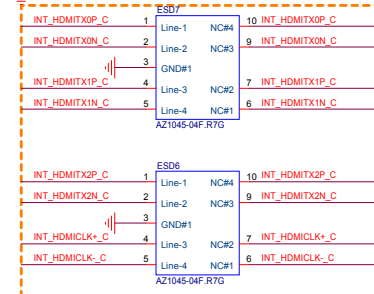 ESD7
INT_HDMITX0P_C 1 Line-1 NC#4 10 INT_HDMITX0P_C
INT_HDMITX0N_C 2 Line-2 NC#3 9 INT_HDMITX0N_C
3 GND#1
INT_HDMITX1P_C 4 Line-3 NC#2 7 INT_HDMITX1P_C
INT_HDMITX1N_C 5 Line-4 NC#1 6 INT_HDMITX1N_C
AZ1045-04F.R7G
ESD6
INT_HDMITX2P_C 1 Line-1 NC#4 10 INT_HDMITX2P_C
INT_HDMITX2N_C 2 Line-2 NC#3 9 INT_HDMITX2N_C
3 GND#1
INT_HDMICLK+_C 4 Line-3 NC#2 7 INT_HDMICLK+_C
INT_HDMICLK-_C 5 Line-4 NC#1 6 INT_HDMICLK-_C
AZ1045-04F.R7G